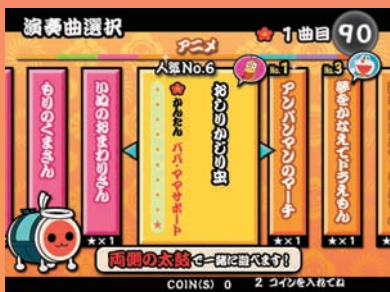 演奏曲選択
アニメ
1曲目
90
人気No.6
No.1
No.3
もりのくまさん
いぬのおまわりさん
かんたん パパ・ママサポート
おしりかじり虫
アンパンマンのマーチ
夢をかなえてドラえもん
★×1
★×1
★×1
両側の太鼓で一緒に遊べます!
COIN(S) 0
2 コインを入れてね